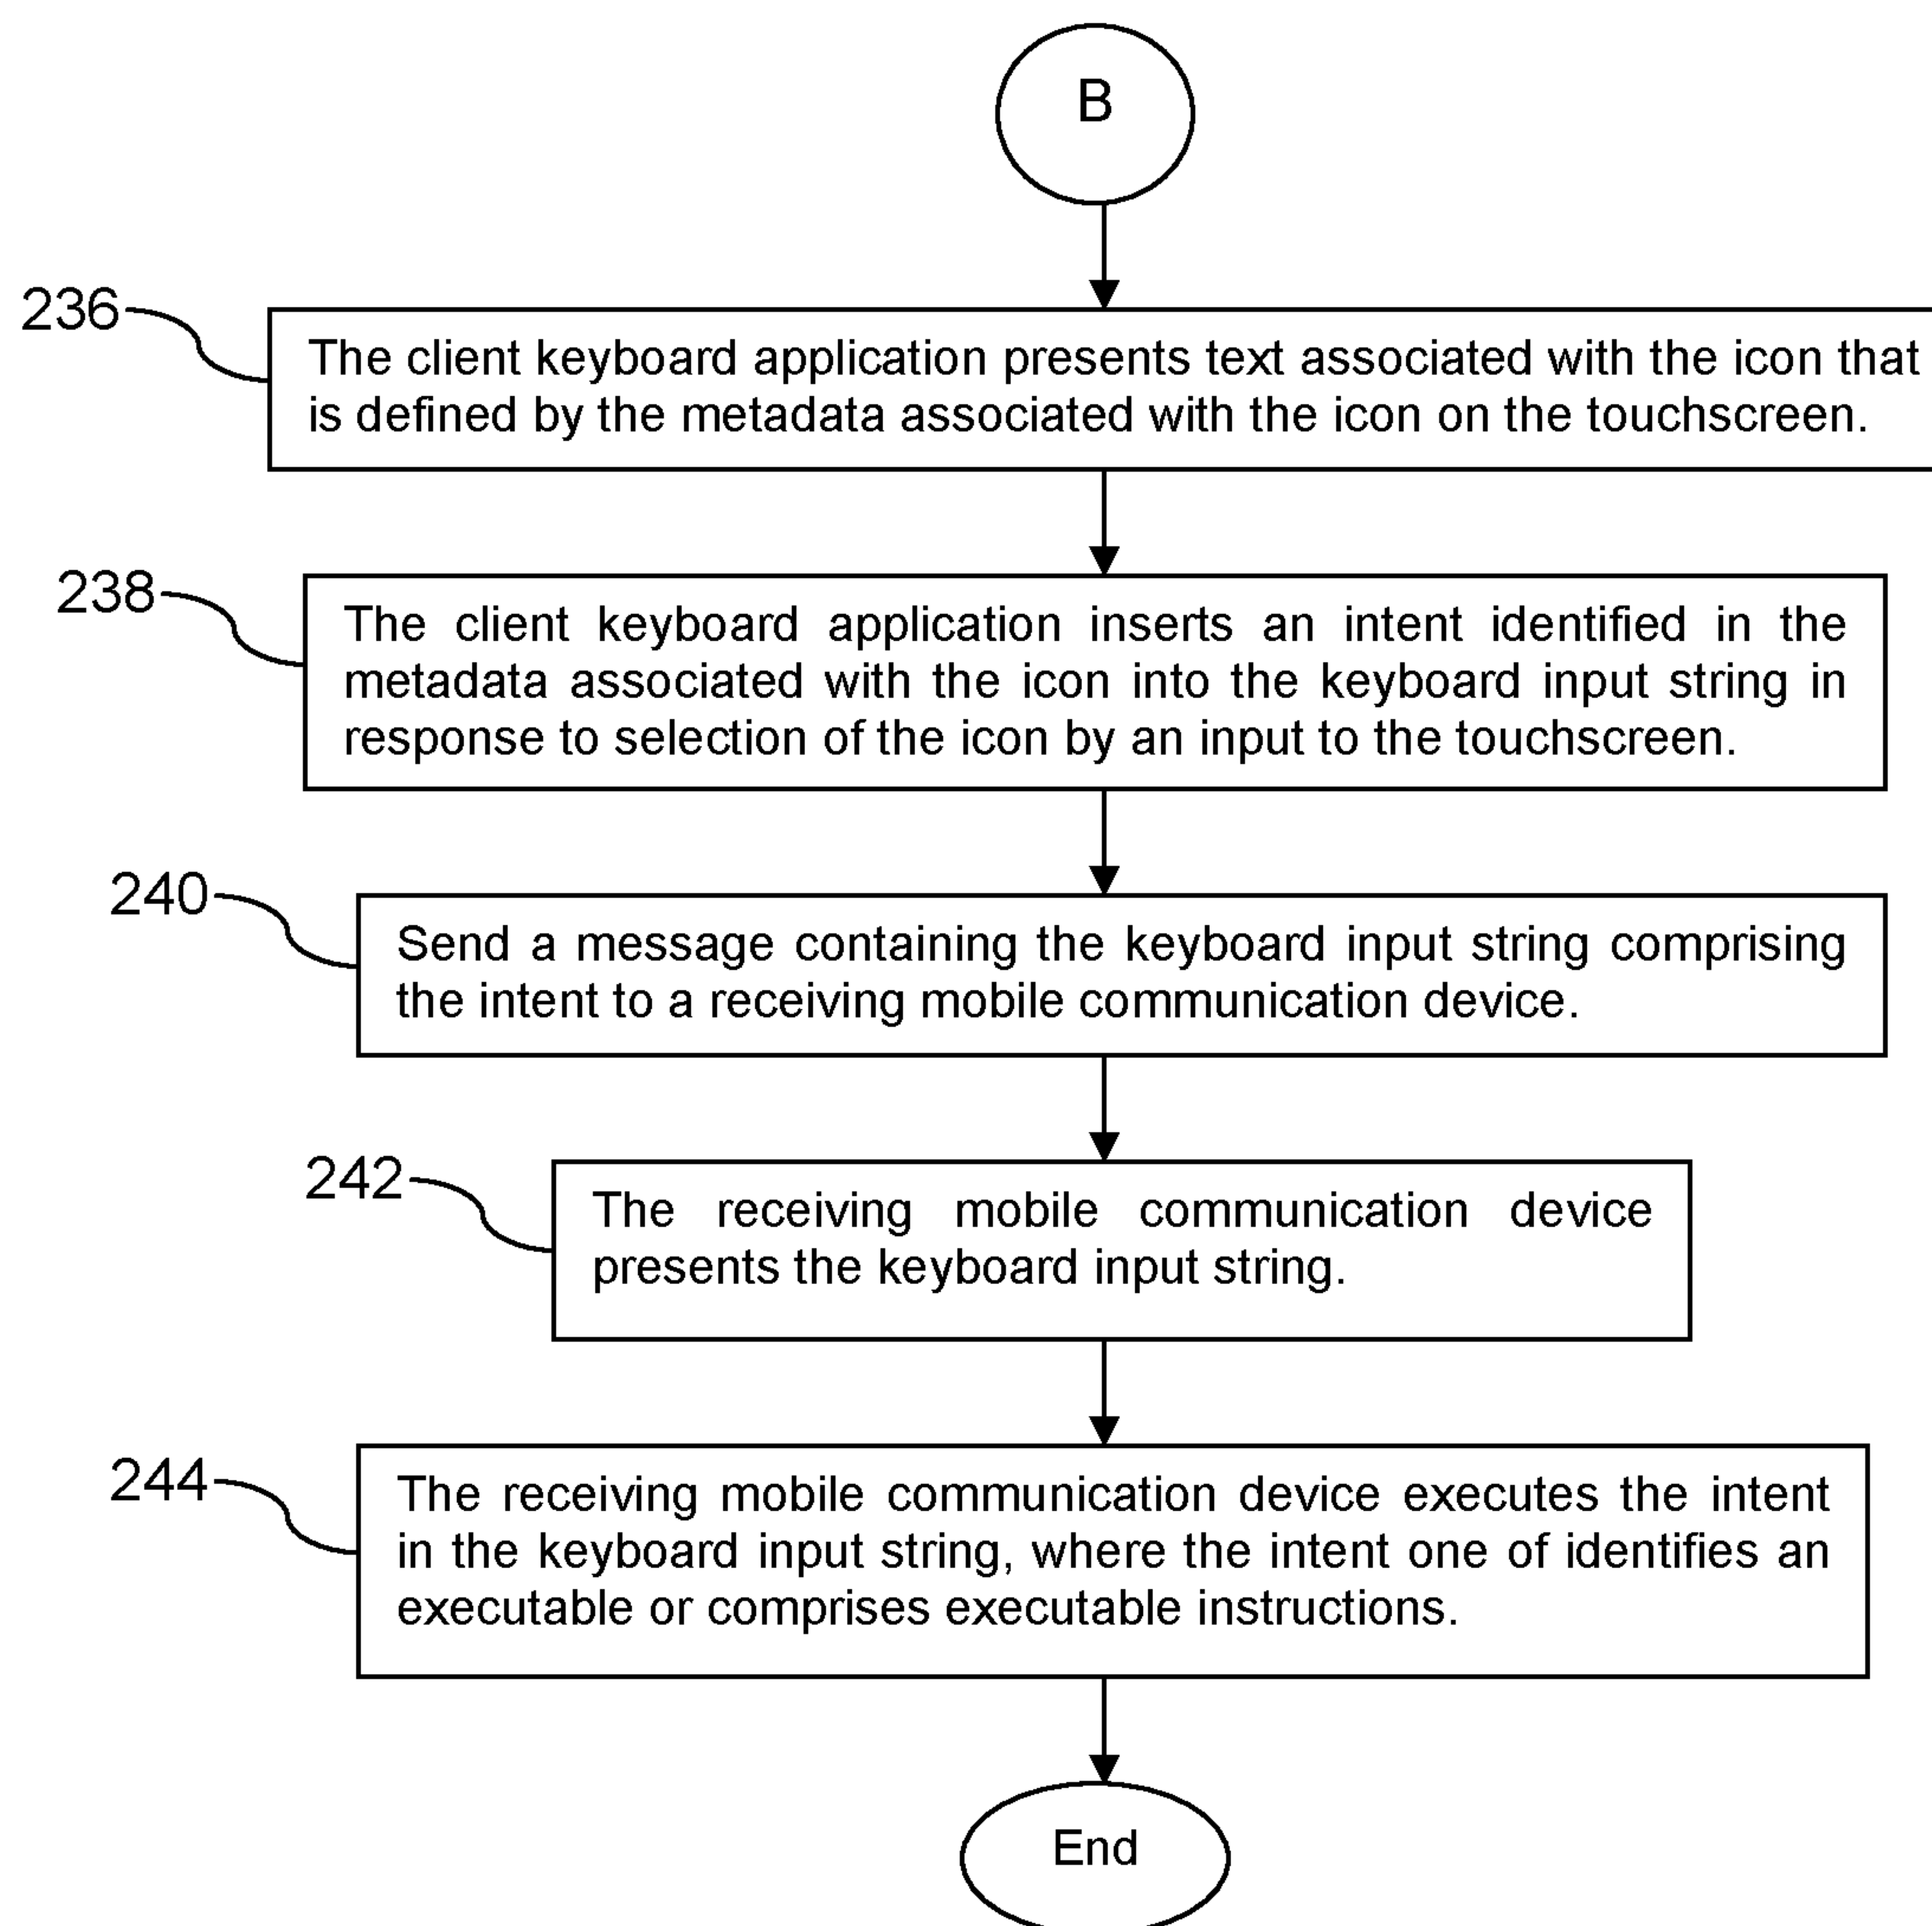 B
236
The client keyboard application presents text associated with the icon that
is defined by the metadata associated with the icon on the touchscreen.
238
The client keyboard application inserts an intent identified in the
metadata associated with the icon into the keyboard input string in
response to selection of the icon by an input to the touchscreen.
240
Send a message containing the keyboard input string comprising
the intent to a receiving mobile communication device.
242
The receiving mobile communication device
presents the keyboard input string.
244
The receiving mobile communication device executes the intent
in the keyboard input string, where the intent one of identifies an
executable or comprises executable instructions.
End